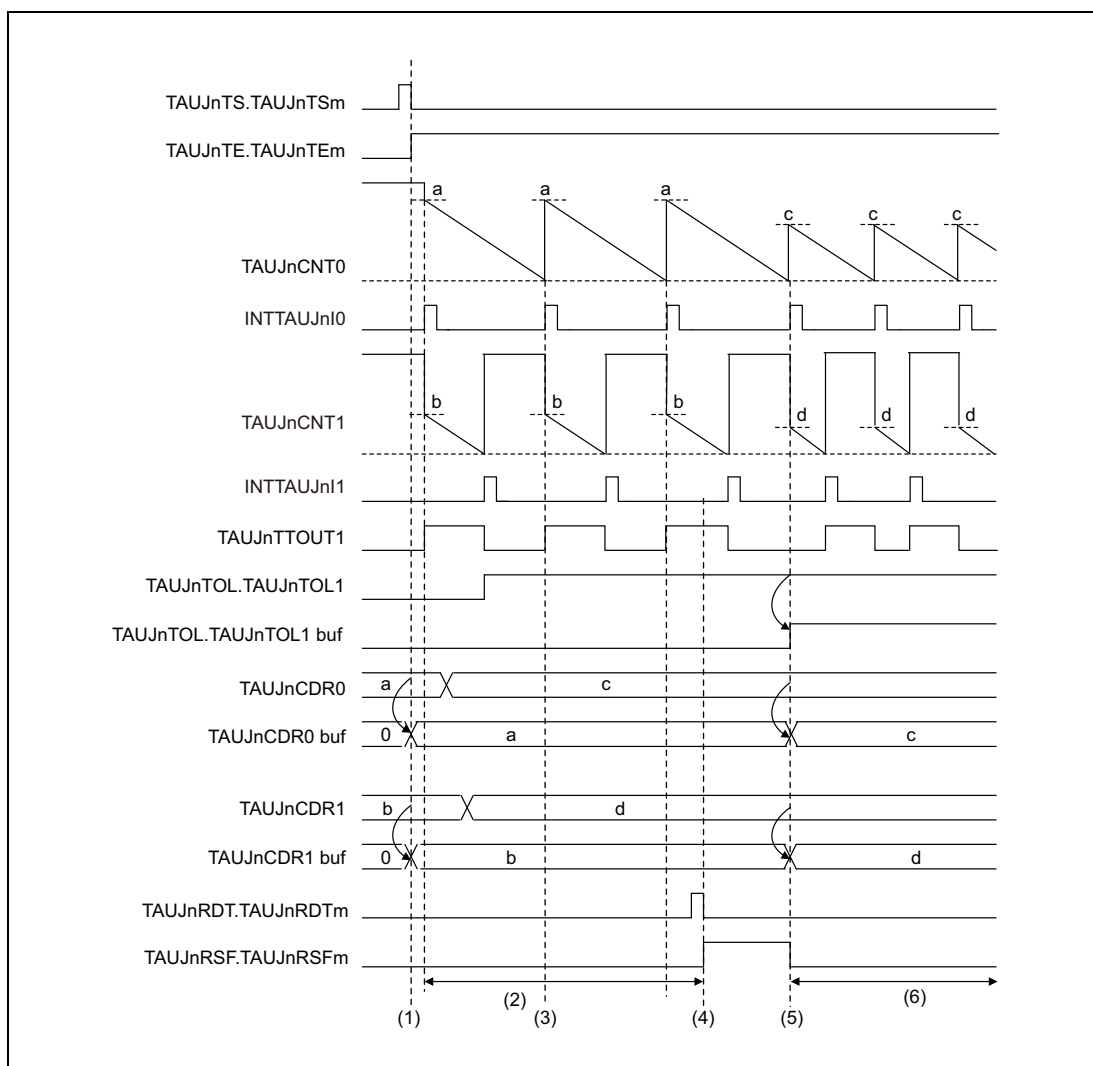 TAUJnTS.TAUJnTSm
TAUJnTE.TAUJnTEm
a a a
c c c
TAUJnCNT0
INTTAUJnI0
b b b
d d d
TAUJnCNT1
INTTAUJnI1
TAUJnTTOUT1
TAUJnTOL.TAUJnTOL1
TAUJnTOL.TAUJnTOL1 buf
TAUJnCDR0 a c
TAUJnCDR0 buf 0 a c
TAUJnCDR1 b d
TAUJnCDR1 buf 0 b d
TAUJnRDT.TAUJnRDTm
TAUJnRSF.TAUJnRSFm
(2) (6)
(1) (3) (4) (5)